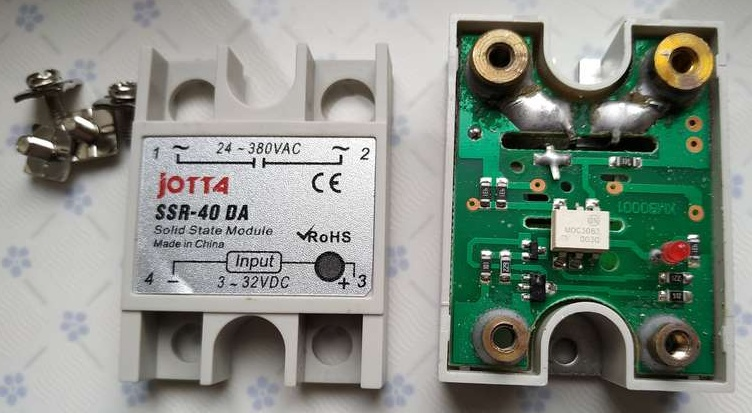 24 ~ 380VAC
1 ~ ~ 2
JOTTA
CE
SSR-40 DA
Solid State Module
Made in China
RoHS
Input
4 − + 3
3 ~ 32VDC
XMB0001
MOC3063